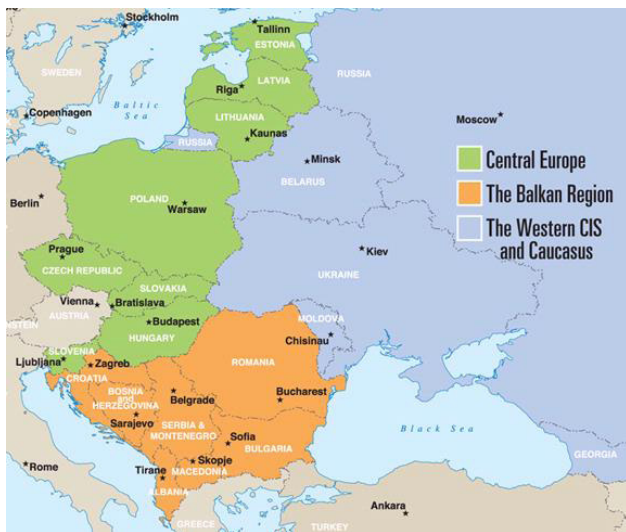 Stockholm
Tallinn
ESTONIA
SWEDEN
RUSSIA
LATVIA
Riga
Baltic
Sea
Copenhagen
Moscow
LITHUANIA
Kaunas
RUSSIA
Minsk
BELARUS
Central Europe
The Balkan Region
The Western CIS
and Caucasus
Berlin
POLAND
Warsaw
Prague
CZECH REPUBLIC
Kiev
UKRAINE
SLOVAKIA
Vienna
Bratislava
AUSTRIA
NSTEIN
Budapest
HUNGARY
MOLDOVA
Chisinau
SLOVENIA
Ljubljana
Zagreb
CROATIA
ROMANIA
BOSNIA
and
HERZEGOVINA
Belgrade
Bucharest
Sarajevo
SERBIA &
MONTENEGRO
Sofia
BULGARIA
Black Sea
GEORGIA
Rome
Tirane
Skopje
MACEDONIA
ALBANIA
GREECE
Ankara
TURKEY